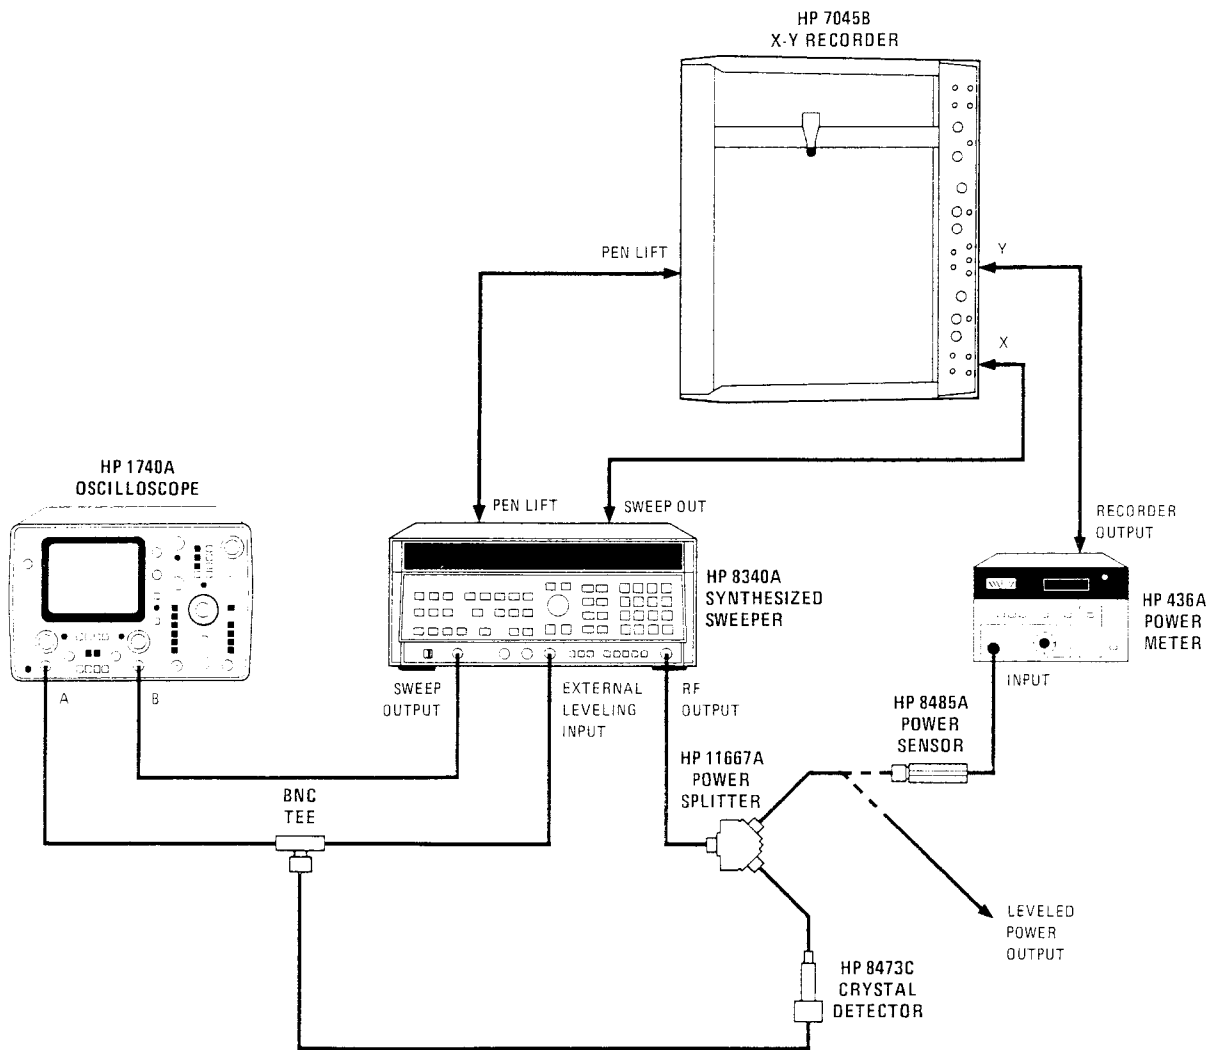 HP 7045B
X-Y RECORDER
PEN LIFT
Y
X
HP 1740A
OSCILLOSCOPE
PEN LIFT
SWEEP OUT
RECORDER
OUTPUT
HP 8340A
SYNTHESIZED
SWEEPER
HP 436A
POWER
METER
A
B
SWEEP
OUTPUT
EXTERNAL
LEVELING
INPUT
RF
OUTPUT
INPUT
HP 8485A
POWER
SENSOR
HP 11667A
POWER
SPLITTER
BNC
TEE
LEVELED
POWER
OUTPUT
HP 8473C
CRYSTAL
DETECTOR